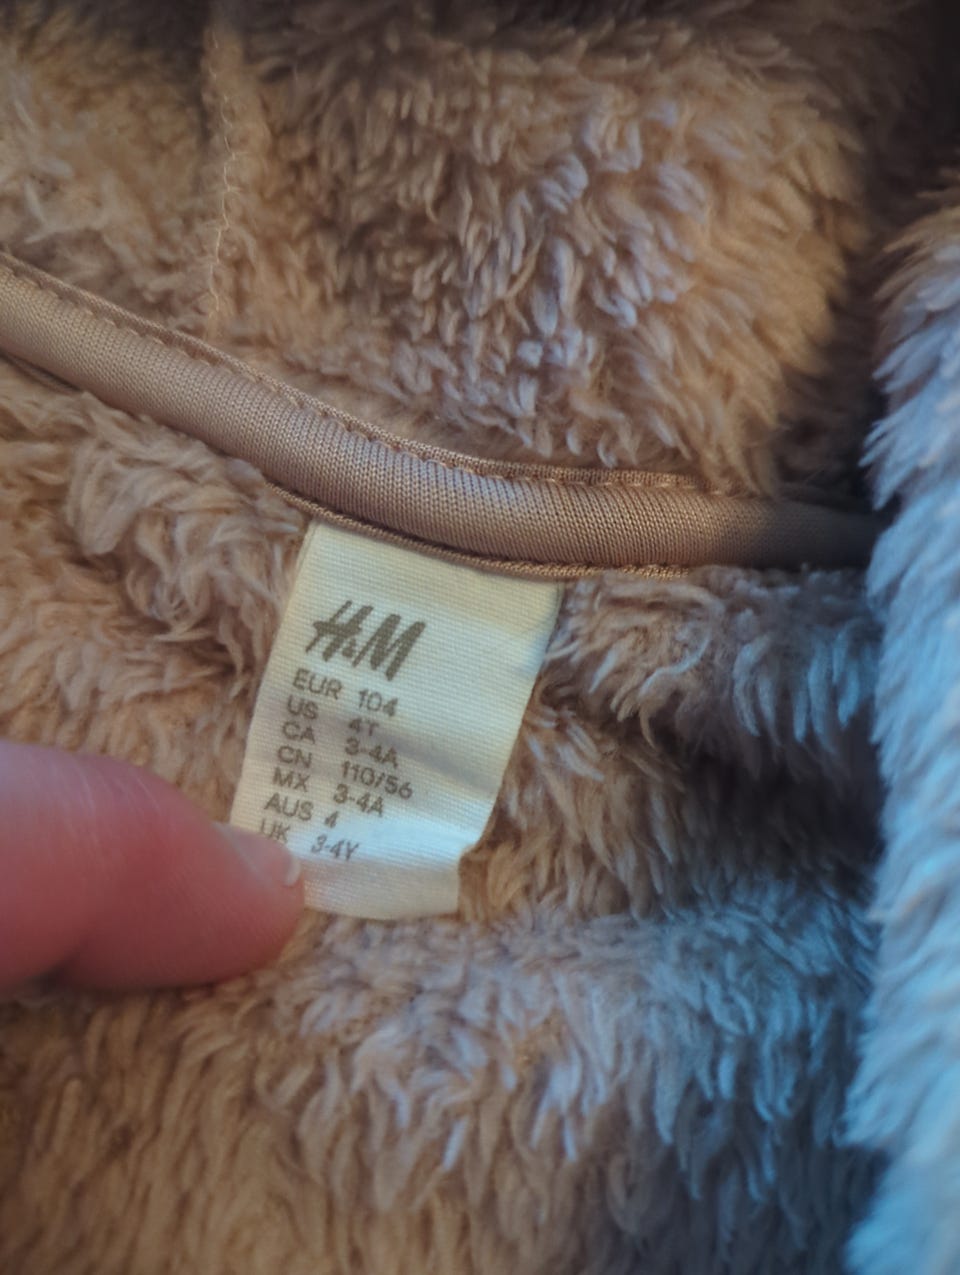 H&M
EUR 104
US 4T
CA 3-4A
CN 110/56
MX 3-4A
AUS 4
UK 3-4Y